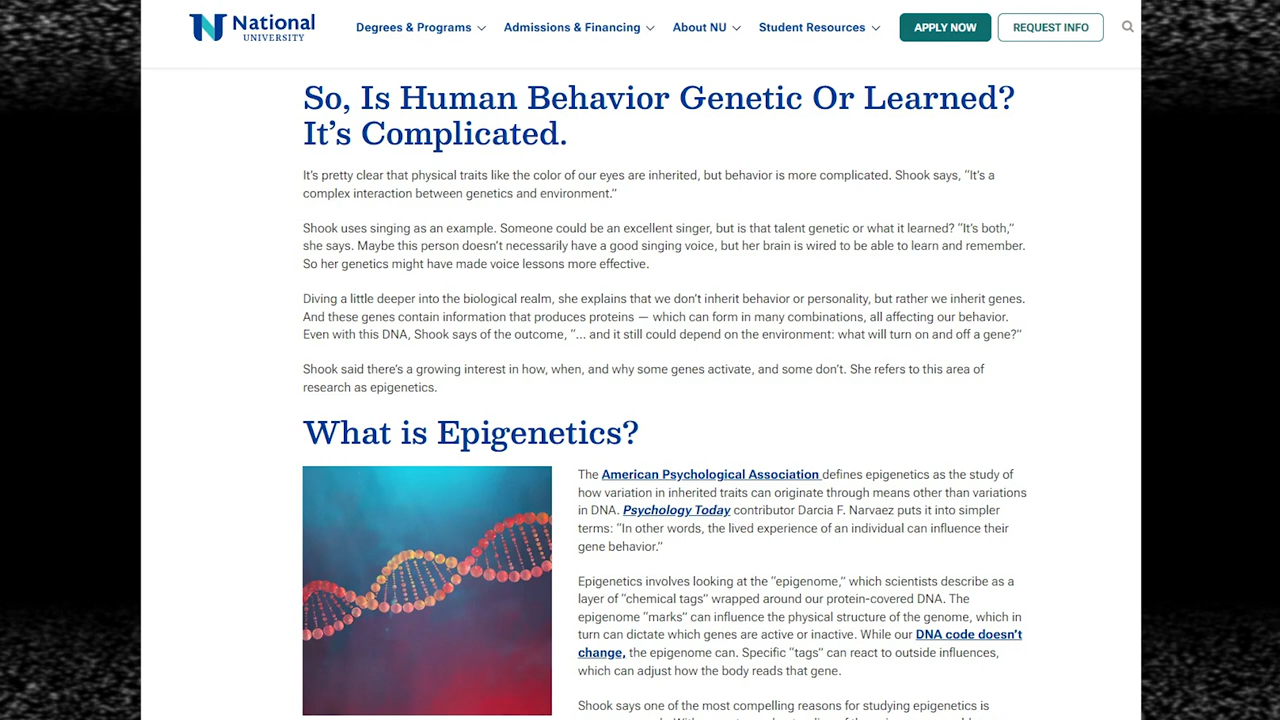 National
UNIVERSITY
Degrees & Programs
Admissions & Financing
About NU
Student Resources
APPLY NOW
REQUEST INFO
So, Is Human Behavior Genetic Or Learned?
It's Complicated.
It's pretty clear that physical traits like the color of our eyes are inherited, but behavior is more complicated. Shook says, "It's a
complex interaction between genetics and environment."
Shook uses singing as an example. Someone could be an excellent singer, but is that talent genetic or what it learned? "It's both,"
she says. Maybe this person doesn't necessarily have a good singing voice, but her brain is wired to be able to learn and remember.
So her genetics might have made voice lessons more effective.
Diving a little deeper into the biological realm, she explains that we don't inherit behavior or personality, but rather we inherit genes.
And these genes contain information that produces proteins — which can form in many combinations, all affecting our behavior.
Even with this DNA, Shook says of the outcome, "... and it still could depend on the environment: what will turn on and off a gene?"
Shook said there's a growing interest in how, when, and why some genes activate, and some don't. She refers to this area of
research as epigenetics.
What is Epigenetics?
The American Psychological Association defines epigenetics as the study of
how variation in inherited traits can originate through means other than variations
in DNA. Psychology Today contributor Darcia F. Narvaez puts it into simpler
terms: "In other words, the lived experience of an individual can influence their
gene behavior."
Epigenetics involves looking at the "epigenome," which scientists describe as a
layer of "chemical tags" wrapped around our protein-covered DNA. The
epigenome "marks" can influence the physical structure of the genome, which in
turn can dictate which genes are active or inactive. While our DNA code doesn't
change, the epigenome can. Specific "tags" can react to outside influences,
which can adjust how the body reads that gene.
Shook says one of the most compelling reasons for studying epigenetics is